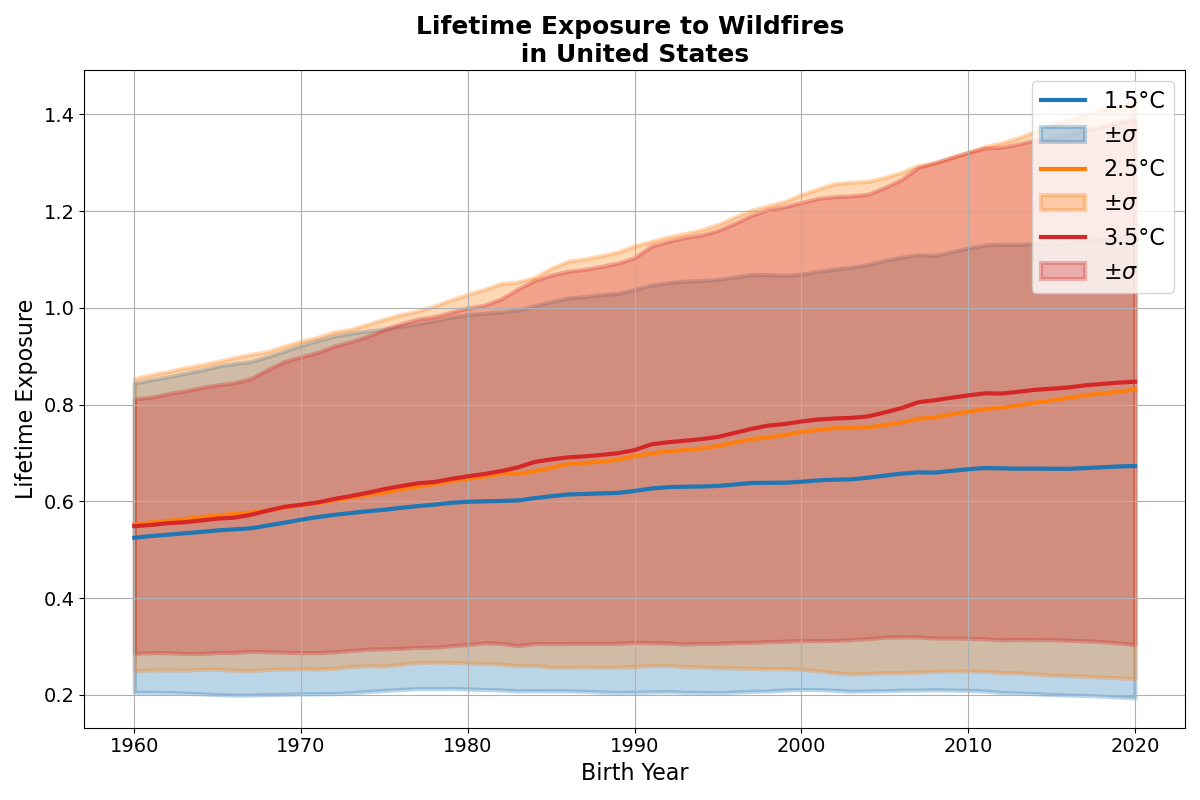 Lifetime Exposure to Wildfires
in United States
1.5°C
±σ
2.5°C
±σ
3.5°C
±σ
Lifetime Exposure
1.4
1.2
1.0
0.8
0.6
0.4
0.2
1960 1970 1980 1990 2000 2010 2020
Birth Year